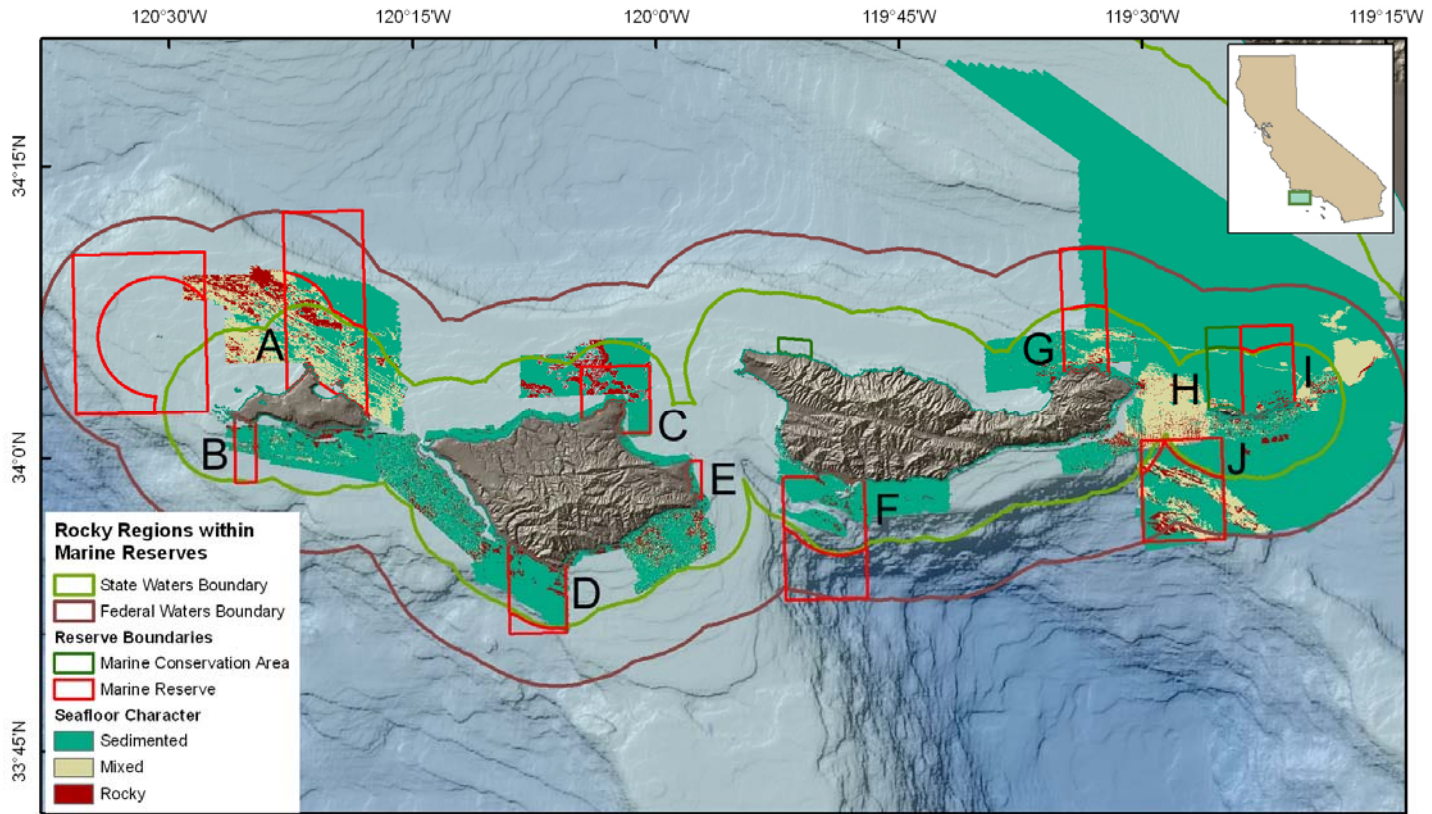 120°30'W 120°15'W 120°0'W 119°45'W 119°30'W 119°15'W
34°15'N
34°0'N
33°45'N
A
B
C
D
E
F
G
H
I
J
Rocky Regions within
Marine Reserves
State Waters Boundary
Federal Waters Boundary
Reserve Boundaries
Marine Conservation Area
Marine Reserve
Seafloor Character
Sedimented
Mixed
Rocky